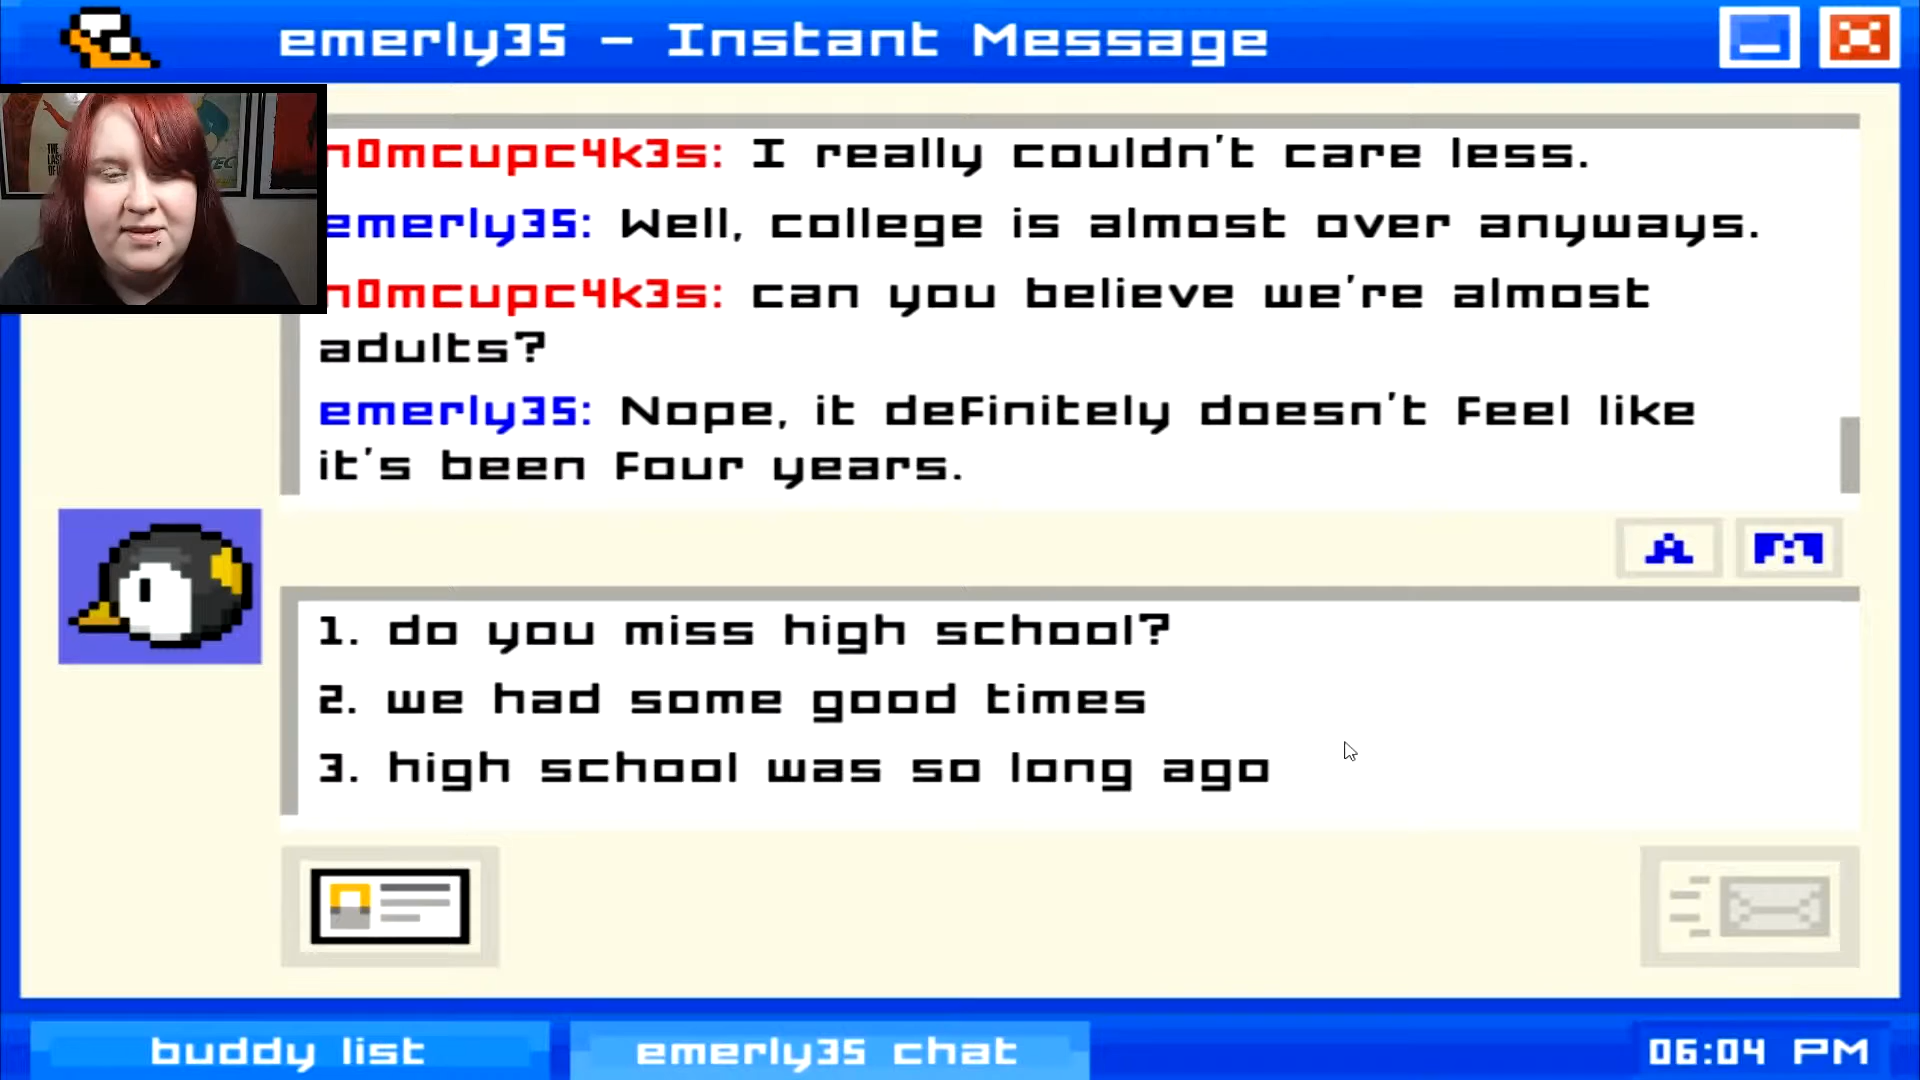 emerly35 - Instant Message
n0mcupc4k3s: I really couldn't care less.
emerly35: Well, college is almost over anyways.
n0mcupc4k3s: can you believe we're almost
adults?
emerly35: Nope, it definitely doesn't feel like
it's been four years.
A M
1. do you miss high school?
2. we had some good times
3. high school was so long ago
buddy list
emerly35 chat
06:04 PM